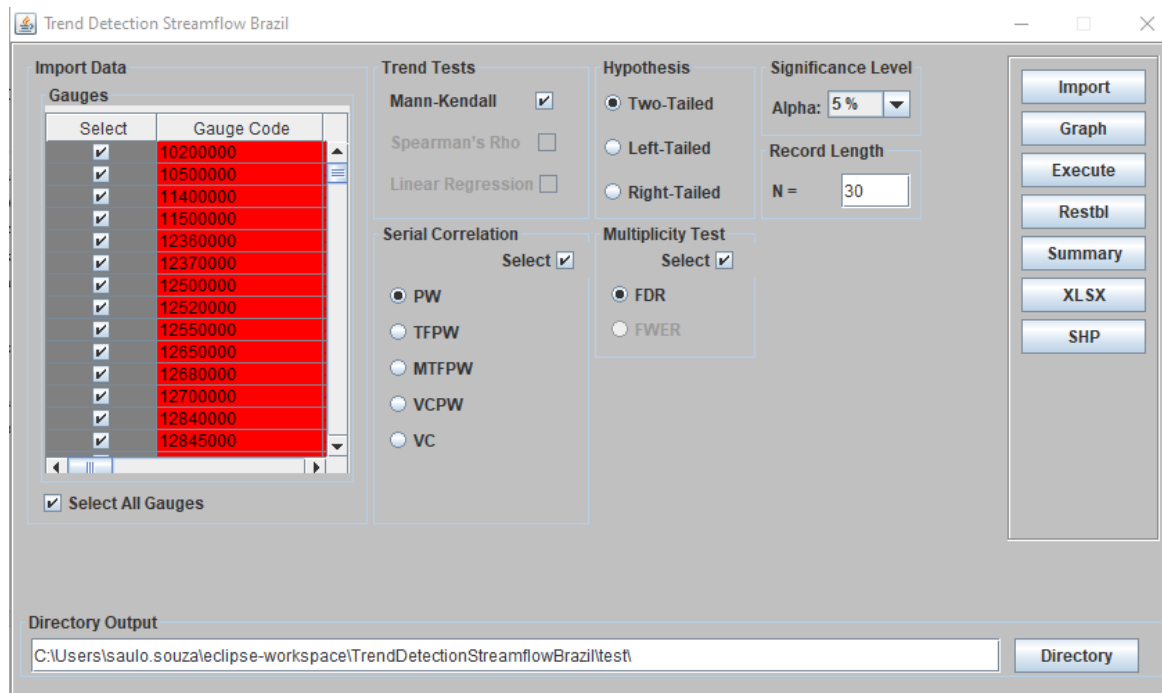 Trend Detection Streamflow Brazil
Import Data
Gauges
Select Gauge Code
10200000
10500000
11400000
11500000
12360000
12370000
12500000
12520000
12550000
12650000
12680000
12700000
12840000
12845000
Select All Gauges
Trend Tests
Mann-Kendall
Spearman's Rho
Linear Regression
Hypothesis
Two-Tailed
Left-Tailed
Right-Tailed
Significance Level
Alpha: 5 %
Record Length
N = 30
Serial Correlation
Select
PW
TFPW
MTFPW
VCPW
VC
Multiplicity Test
Select
FDR
FWER
Import
Graph
Execute
Restbl
Summary
XLSX
SHP
Directory Output
C:\Users\saulo.souza\eclipse-workspace\TrendDetectionStreamflowBrazil\test\
Directory